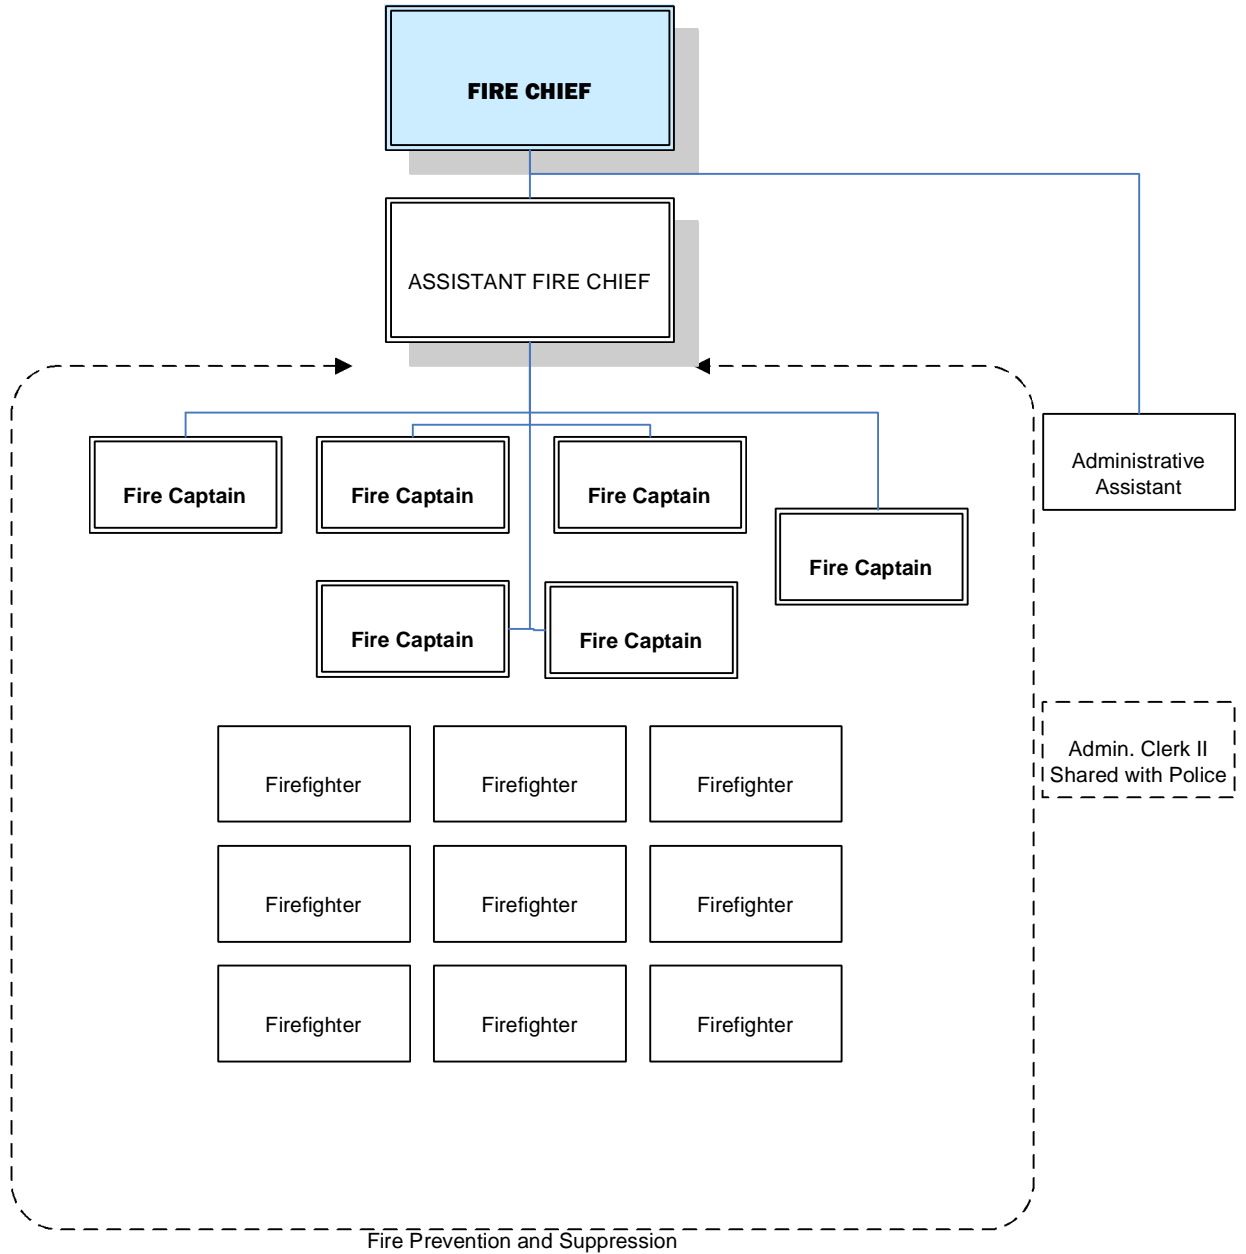 FIRE CHIEF
ASSISTANT FIRE CHIEF
Fire Captain
Fire Captain
Fire Captain
Fire Captain
Administrative
Assistant
Fire Captain
Fire Captain
Firefighter
Firefighter
Firefighter
Admin. Clerk II
Shared with Police
Firefighter
Firefighter
Firefighter
Firefighter
Firefighter
Firefighter
Fire Prevention and Suppression